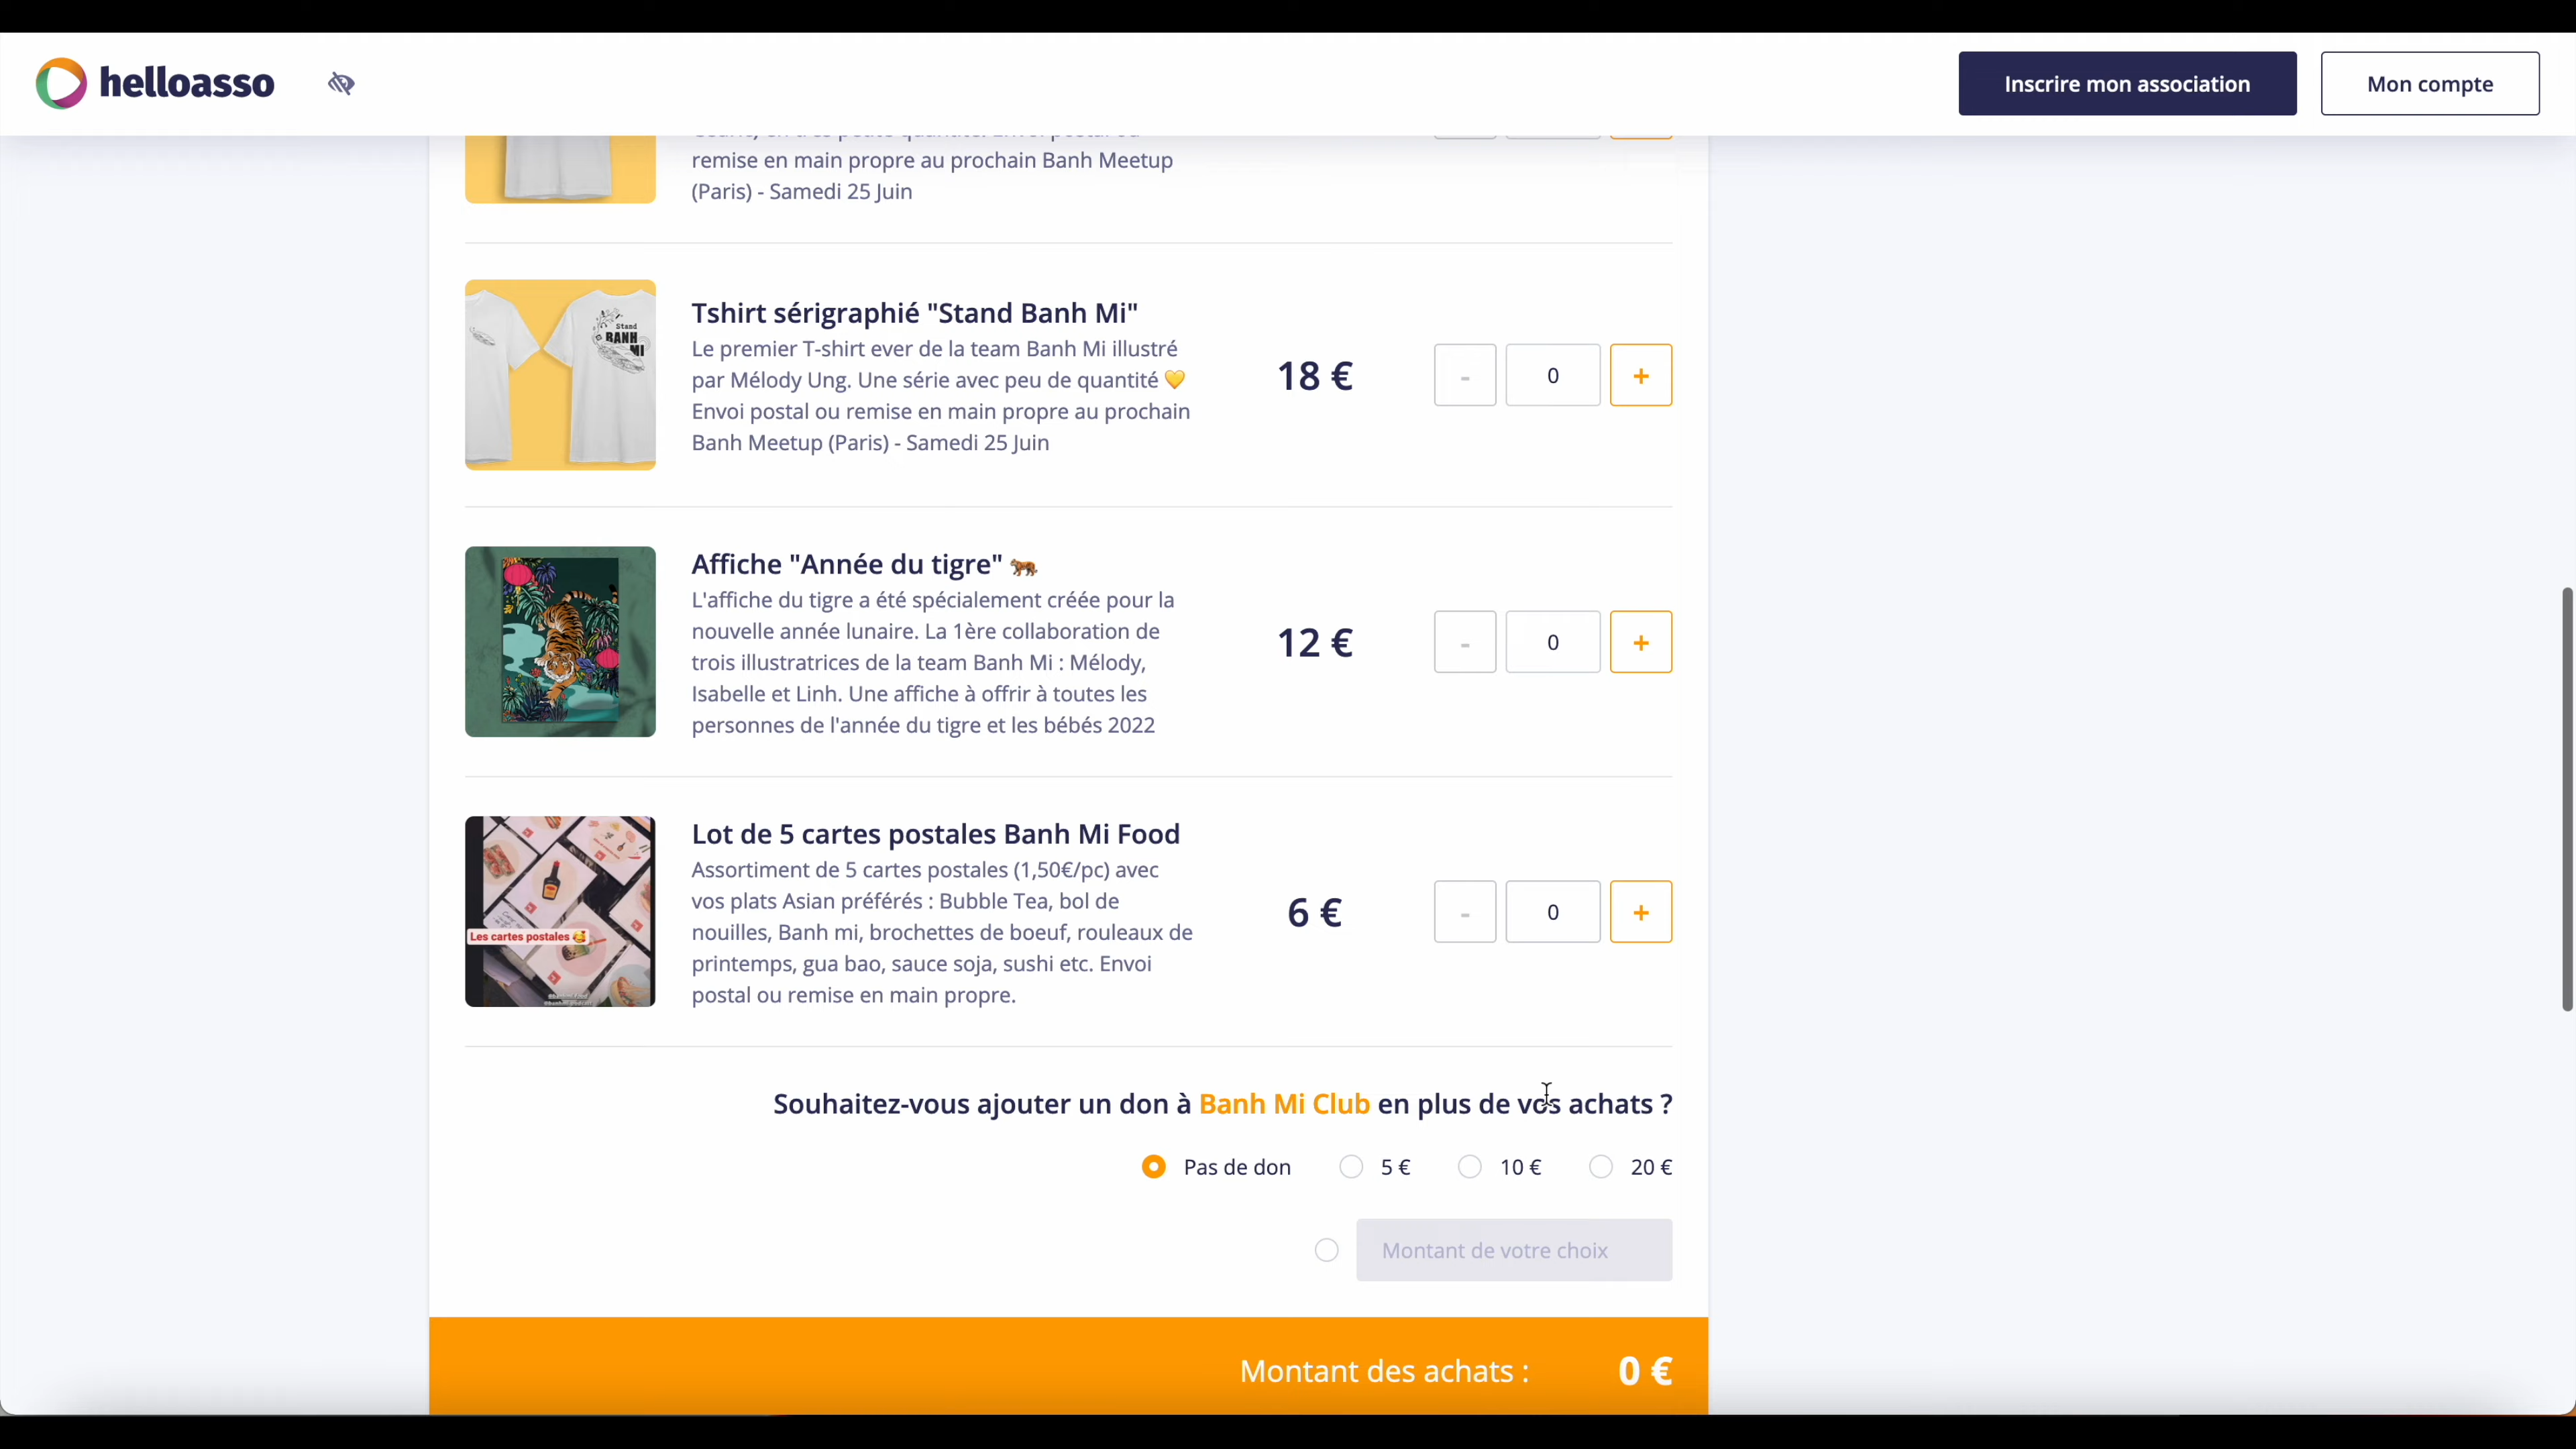 helloasso
Inscrire mon association
Mon compte
remise en main propre au prochain Banh Meetup
(Paris) - Samedi 25 Juin
Tshirt sérigraphié "Stand Banh Mi"
Le premier T-shirt ever de la team Banh Mi illustré
par Mélody Ung. Une série avec peu de quantité 💛
Envoi postal ou remise en main propre au prochain
Banh Meetup (Paris) - Samedi 25 Juin
18 €
-
0
+
Stand
BANH
MI
Affiche "Année du tigre" 🐅
L'affiche du tigre a été spécialement créée pour la
nouvelle année lunaire. La 1ère collaboration de
trois illustratrices de la team Banh Mi : Mélody,
Isabelle et Linh. Une affiche à offrir à toutes les
personnes de l'année du tigre et les bébés 2022
12 €
-
0
+
Lot de 5 cartes postales Banh Mi Food
Assortiment de 5 cartes postales (1,50€/pc) avec
vos plats Asian préférés : Bubble Tea, bol de
nouilles, Banh mi, brochettes de boeuf, rouleaux de
printemps, gua bao, sauce soja, sushi etc. Envoi
postal ou remise en main propre.
6 €
-
0
+
Les cartes postales 🥰
Souhaitez-vous ajouter un don à Banh Mi Club en plus de vos achats ?
Pas de don
5 €
10 €
20 €
Montant de votre choix
Montant des achats : 0 €